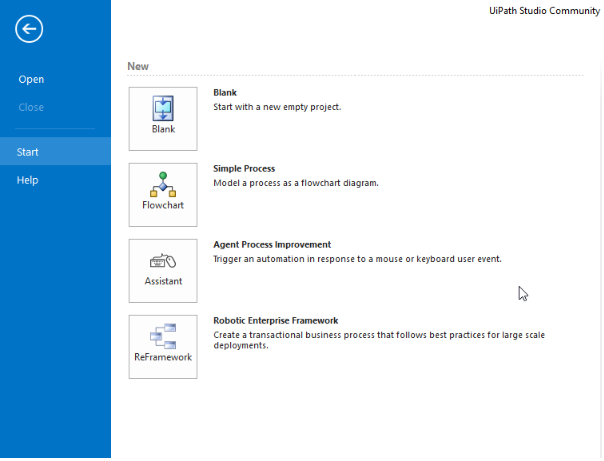 UiPath Studio Community
Open
Close
Start
Help
New
Blank
Blank
Start with a new empty project.
Flowchart
Simple Process
Model a process as a flowchart diagram.
Assistant
Agent Process Improvement
Trigger an automation in response to a mouse or keyboard user event.
ReFramework
Robotic Enterprise Framework
Create a transactional business process that follows best practices for large scale
deployments.